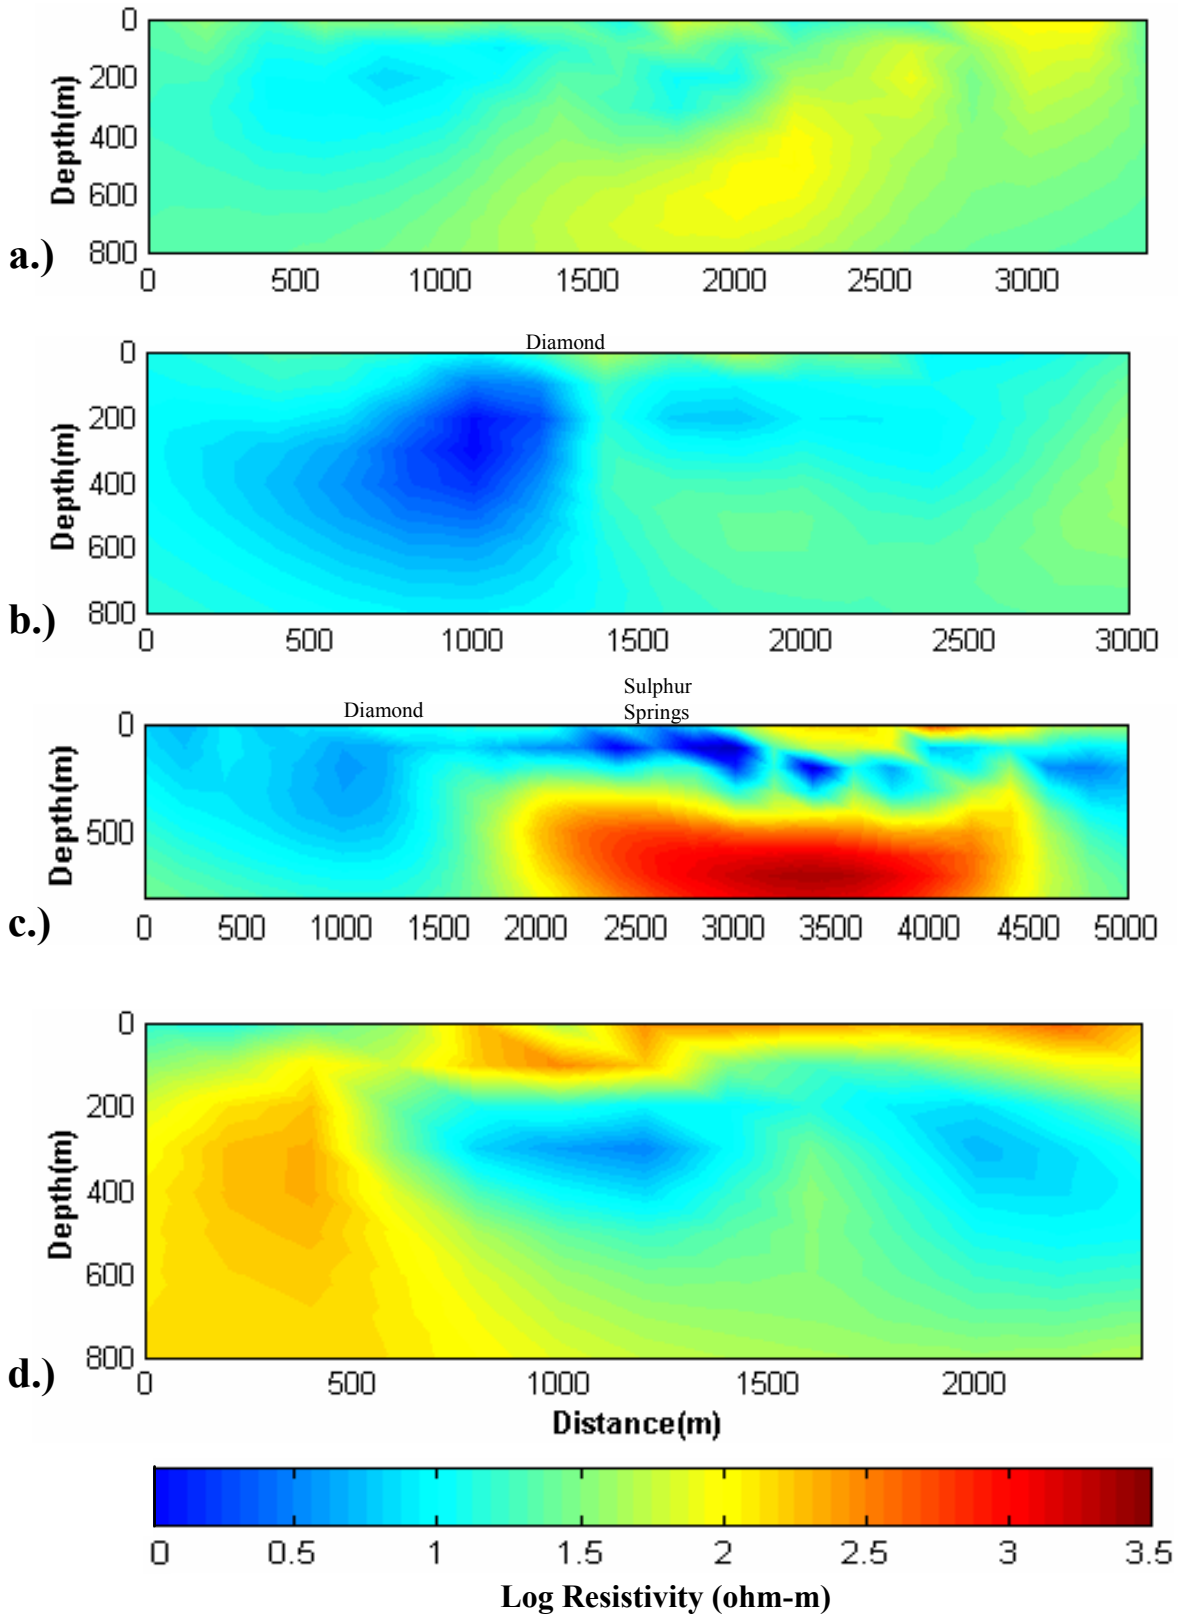 0
200
400
600
800
Depth(m)
a.)
0 500 1000 1500 2000 2500 3000
Diamond
0
200
400
600
800
Depth(m)
b.)
0 500 1000 1500 2000 2500 3000
Sulphur
Diamond Springs
0
500
Depth(m)
c.)
0 500 1000 1500 2000 2500 3000 3500 4000 4500 5000
0
200
400
600
800
Depth(m)
d.)
0 500 1000 1500 2000
Distance(m)
0 0.5 1 1.5 2 2.5 3 3.5
Log Resistivity (ohm-m)